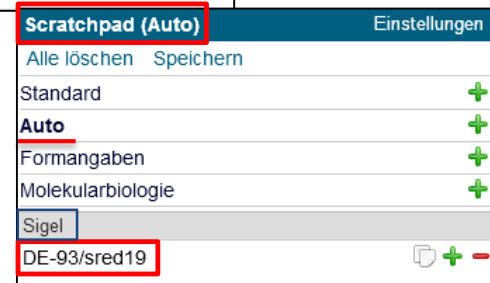 Scratchpad (Auto) Einstellungen
Alle löschen Speichern
Standard
Auto
Formangaben
Molekularbiologie
Sigel
DE-93/sred19